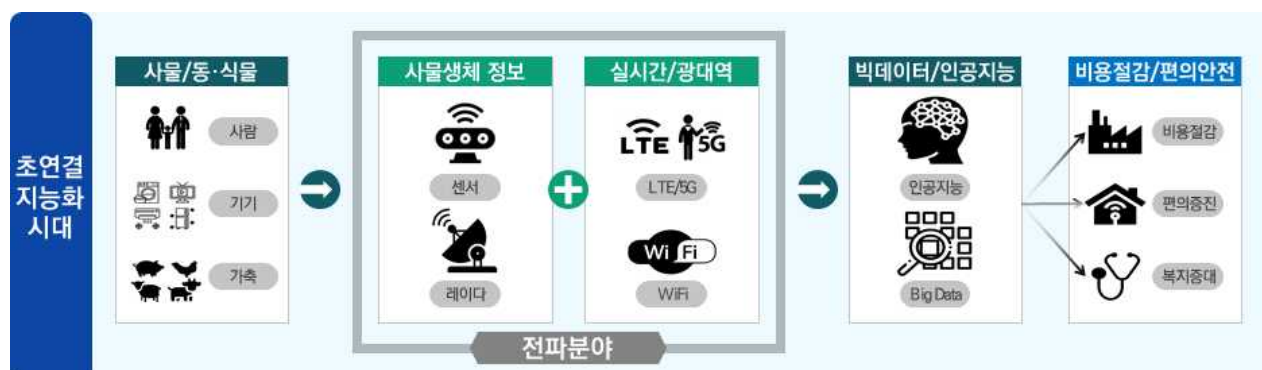 초연결
지능화
시대
사물/동·식물
사람
기기
가축
사물생체 정보
센서
레이다
실시간/광대역
LTE 5G
LTE/5G
Wi Fi
WiFi
전파분야
빅데이터/인공지능
인공지능
Big Data
비용절감/편의안전
비용절감
편의증진
복지증대